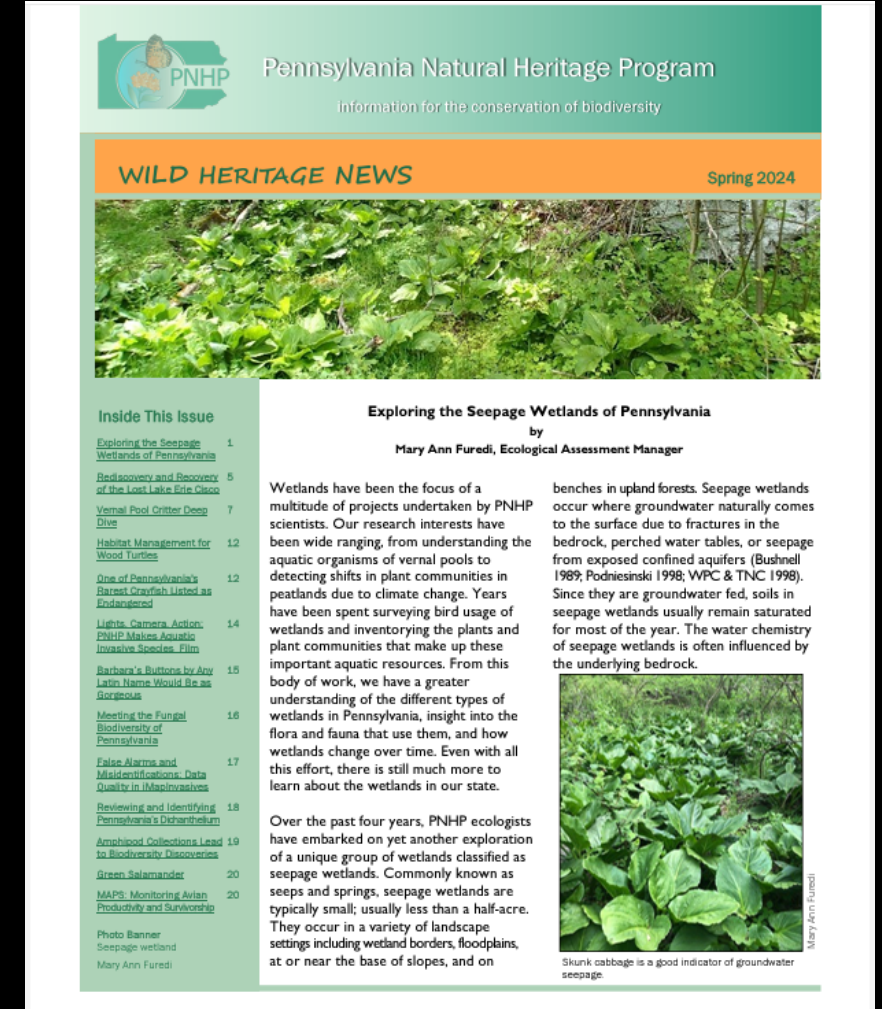 PNHP
Pennsylvania Natural Heritage Program
information for the conservation of biodiversity
WILD HERITAGE NEWS
Spring 2024
Inside This Issue
Exploring the Seepage 1
Wetlands of Pennsylvania
Rediscovery and Recovery 5
of the Lost Lake Erie Cisco
Vernal Pool Critter Deep 7
Dive
Habitat Management for 12
Wood Turtles
One of Pennsylvania's 12
Rarest Crayfish Listed as
Endangered
Lights, Camera, Action: 14
PNHP Makes Aquatic
Invasive Species Film
Barbara's Buttons by Any 15
Latin Name Would Be as
Gorgeous
Meeting the Fungal 16
Biodiversity of
Pennsylvania
False Alarms and 17
Misidentifications: Data
Quality in iMapInvasives
Reviewing and Identifying 18
Pennsylvania's Dichanthelium
Amphipod Collections Lead 19
to Biodiversity Discoveries
Green Salamander 20
MAPS: Monitoring Avian 20
Productivity and Survivorship
Photo Banner
Seepage wetland
Mary Ann Furedi
Exploring the Seepage Wetlands of Pennsylvania
by
Mary Ann Furedi, Ecological Assessment Manager
Wetlands have been the focus of a
multitude of projects undertaken by PNHP
scientists. Our research interests have
been wide ranging, from understanding the
aquatic organisms of vernal pools to
detecting shifts in plant communities in
peatlands due to climate change. Years
have been spent surveying bird usage of
wetlands and inventorying the plants and
plant communities that make up these
important aquatic resources. From this
body of work, we have a greater
understanding of the different types of
wetlands in Pennsylvania, insight into the
flora and fauna that use them, and how
wetlands change over time. Even with all
this effort, there is still much more to
learn about the wetlands in our state.
Over the past four years, PNHP ecologists
have embarked on yet another exploration
of a unique group of wetlands classified as
seepage wetlands. Commonly known as
seeps and springs, seepage wetlands are
typically small; usually less than a half-acre.
They occur in a variety of landscape
settings including wetland borders, floodplains,
at or near the base of slopes, and on
benches in upland forests. Seepage wetlands
occur where groundwater naturally comes
to the surface due to fractures in the
bedrock, perched water tables, or seepage
from exposed confined aquifers (Bushnell
1989; Podniesinski 1998; WPC & TNC 1998).
Since they are groundwater fed, soils in
seepage wetlands usually remain saturated
for most of the year. The water chemistry
of seepage wetlands is often influenced by
the underlying bedrock.
Mary Ann Furedi
Skunk cabbage is a good indicator of groundwater
seepage.